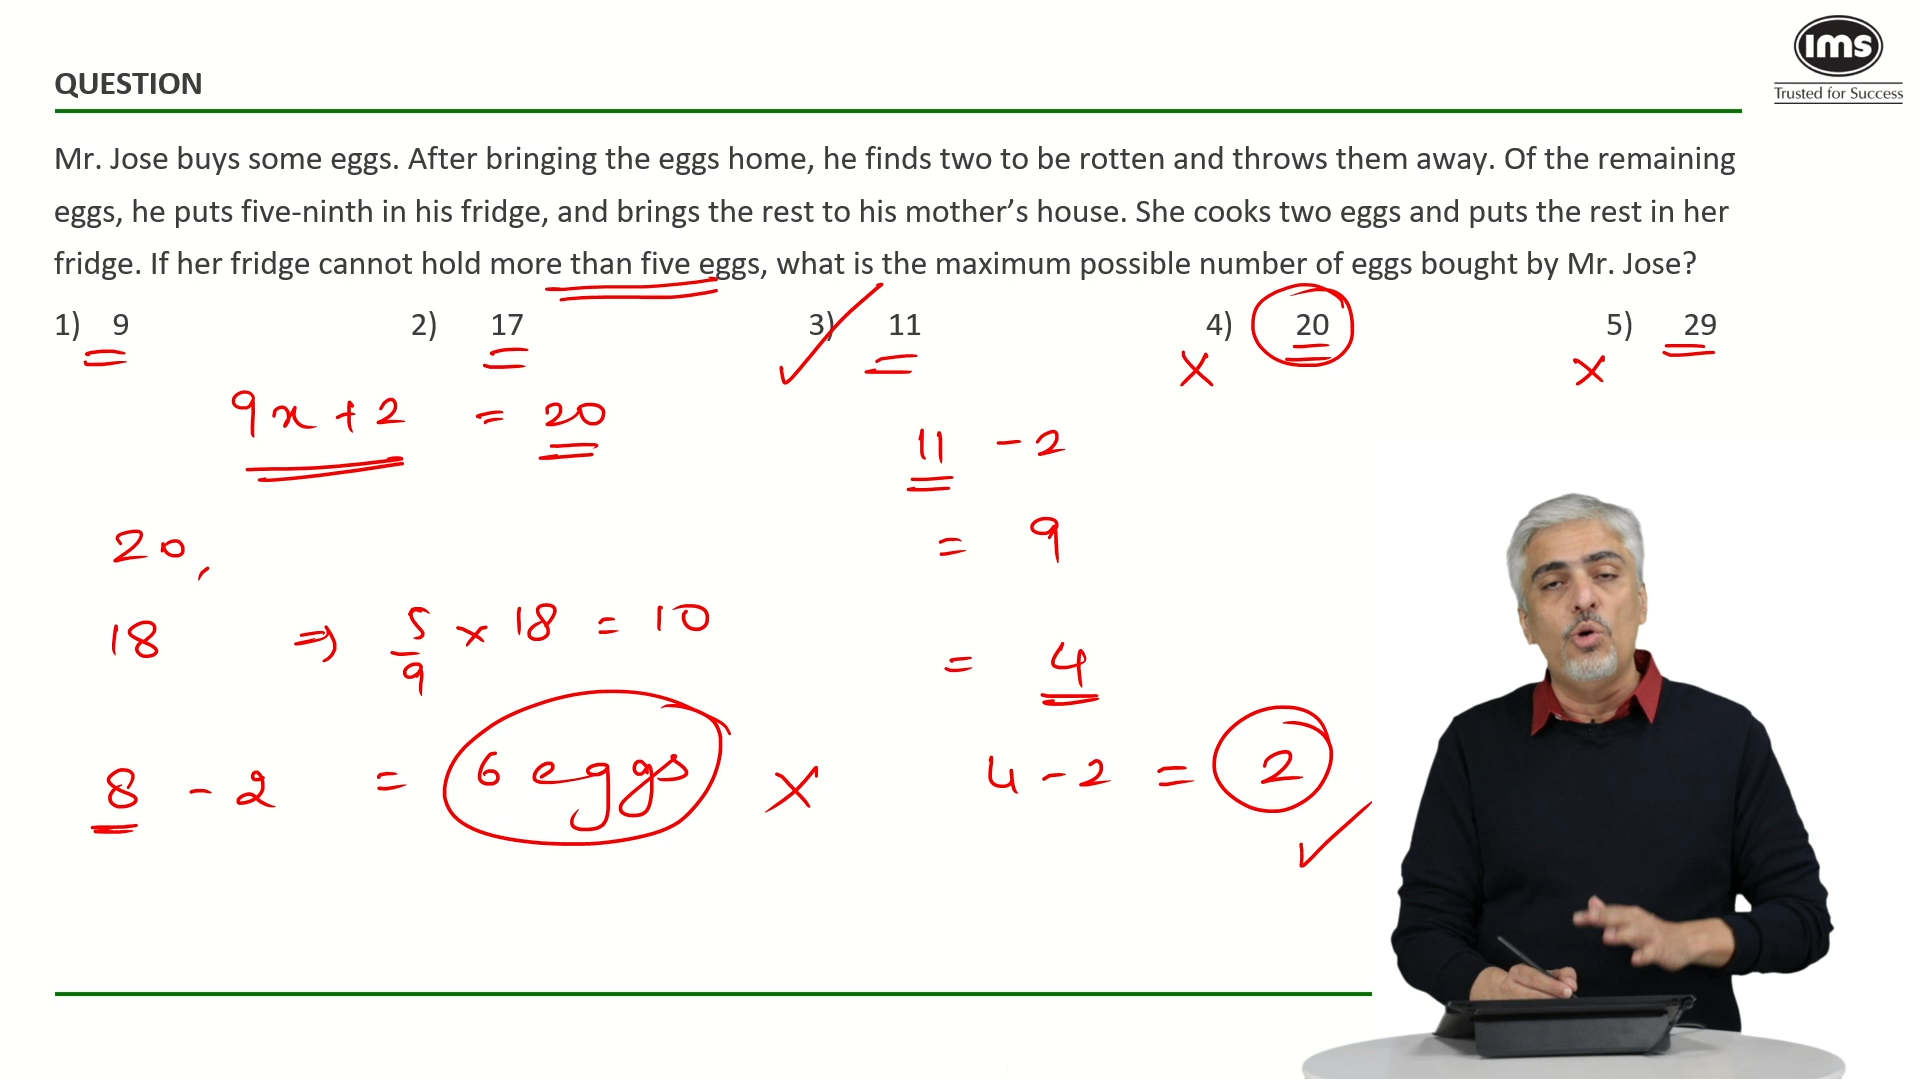 ims
Trusted for Success
QUESTION
Mr. Jose buys some eggs. After bringing the eggs home, he finds two to be rotten and throws them away. Of the remaining
eggs, he puts five-ninth in his fridge, and brings the rest to his mother’s house. She cooks two eggs and puts the rest in her
fridge. If her fridge cannot hold more than five eggs, what is the maximum possible number of eggs bought by Mr. Jose?
1) 9 2) 17 3) 11 4) 20 5) 29
9x + 2 = 20
11 - 2
20,
= 9
18 ⇒ 5/9 × 18 = 10
= 4
8 - 2 = 6 eggs ×
4 - 2 = 2